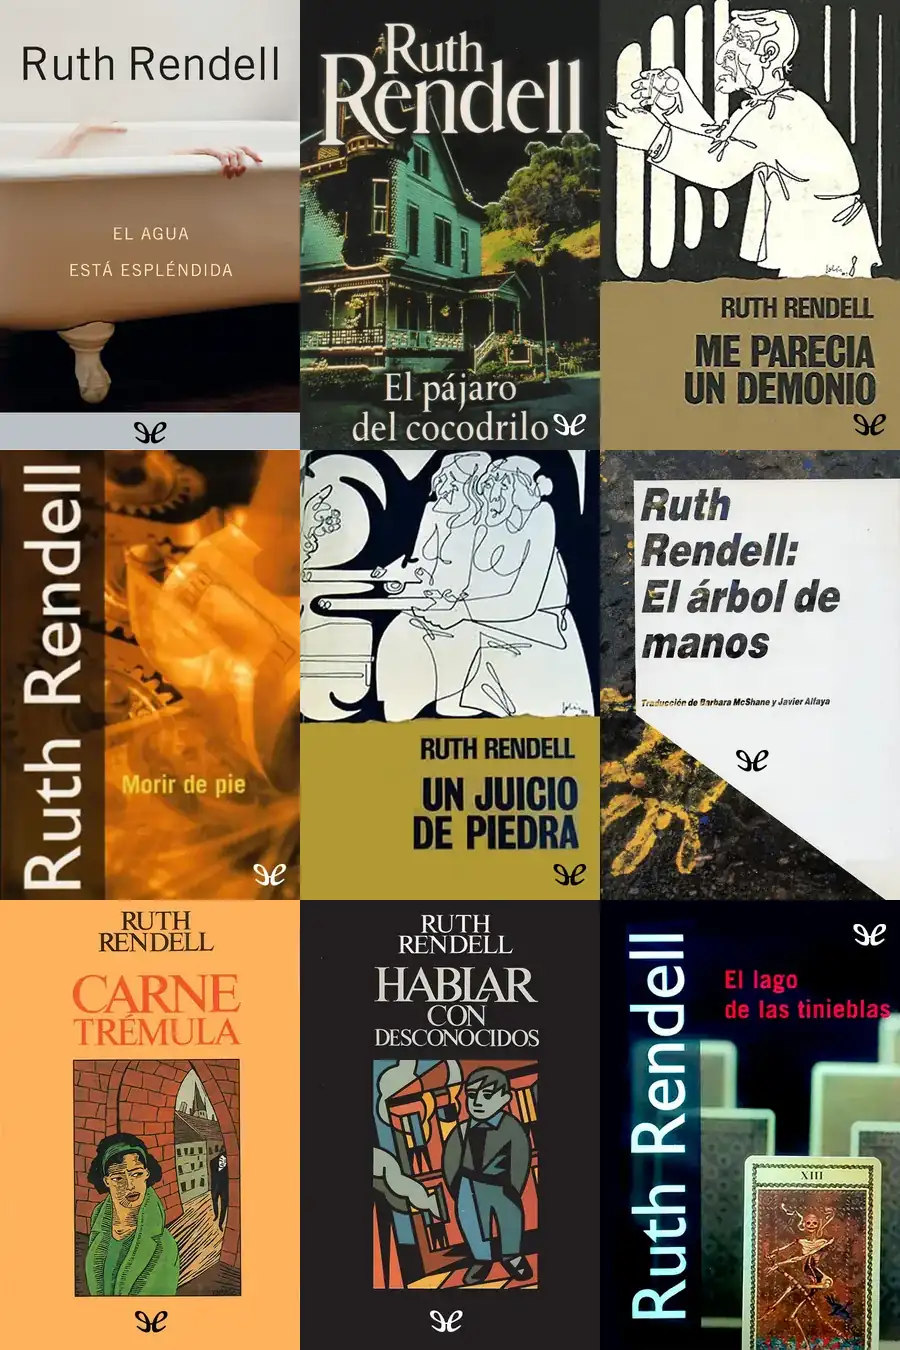 Ruth Rendell
EL AGUA
ESTÁ ESPLÉNDIDA
Ruth
Rendell
El pájaro
del cocodrilo
RUTH RENDELL
ME PARECIA
UN DEMONIO
Ruth Rendell
Morir de pie
RUTH RENDELL
UN JUICIO
DE PIEDRA
Ruth
Rendell:
El árbol de
manos
Traducción de Barbara McShane y Javier Alfaya
RUTH
RENDELL
CARNE
TRÉMULA
RUTH
RENDELL
HABLAR
CON
DESCONOCIDOS
Ruth Rendell
El lago
de las tinieblas
XIII